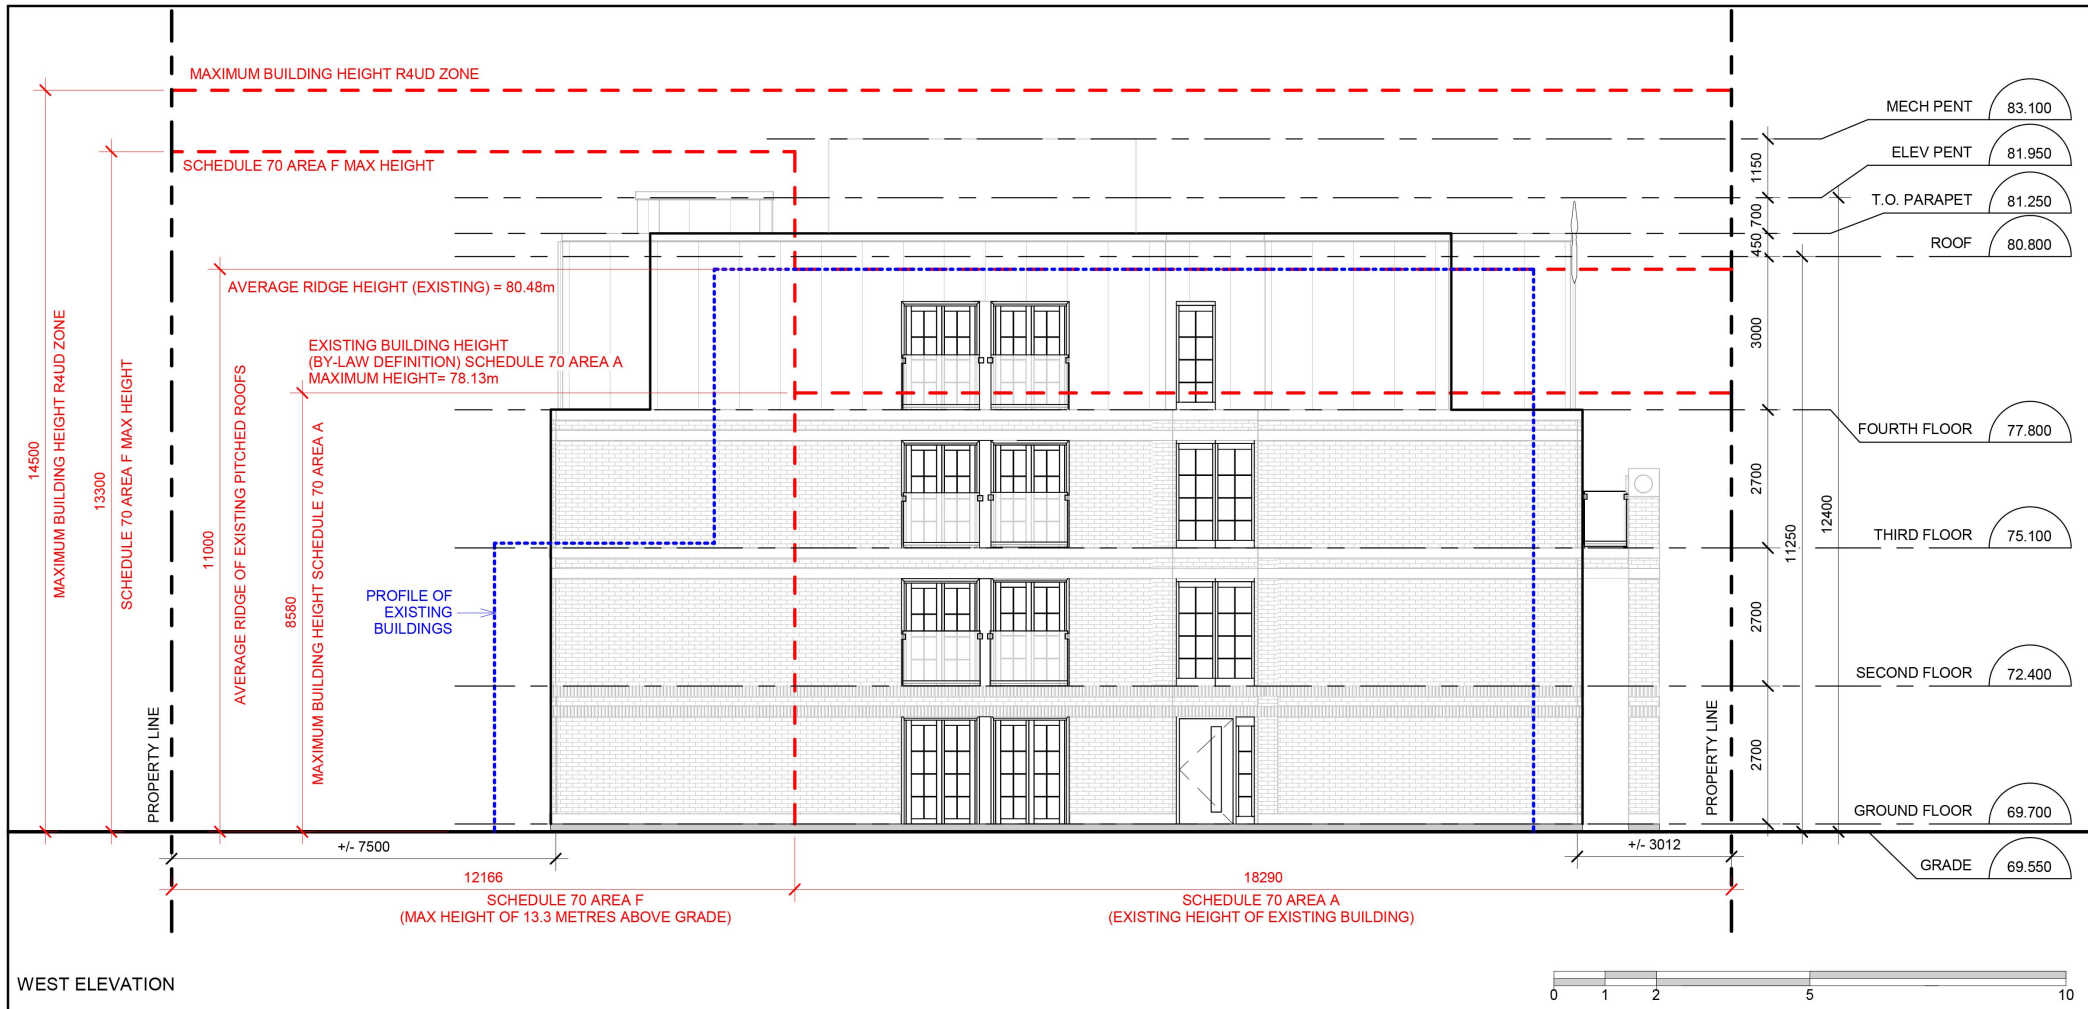 MAXIMUM BUILDING HEIGHT R4UD ZONE
SCHEDULE 70 AREA F MAX HEIGHT
AVERAGE RIDGE HEIGHT (EXISTING) = 80.48m
EXISTING BUILDING HEIGHT
(BY-LAW DEFINITION) SCHEDULE 70 AREA A
MAXIMUM HEIGHT= 78.13m
14500
MAXIMUM BUILDING HEIGHT R4UD ZONE
13300
SCHEDULE 70 AREA F MAX HEIGHT
11000
AVERAGE RIDGE OF EXISTING PITCHED ROOFS
8580
MAXIMUM BUILDING HEIGHT SCHEDULE 70 AREA A
PROFILE OF
EXISTING
BUILDINGS
PROPERTY LINE
PROPERTY LINE
MECH PENT 83.100
ELEV PENT 81.950
T.O. PARAPET 81.250
ROOF 80.800
FOURTH FLOOR 77.800
THIRD FLOOR 75.100
SECOND FLOOR 72.400
GROUND FLOOR 69.700
GRADE 69.550
1150
700
450
3000
2700
2700
2700
11250
12400
+/- 7500
+/- 3012
12166
SCHEDULE 70 AREA F
(MAX HEIGHT OF 13.3 METRES ABOVE GRADE)
18290
SCHEDULE 70 AREA A
(EXISTING HEIGHT OF EXISTING BUILDING)
WEST ELEVATION
0 1 2 5 10